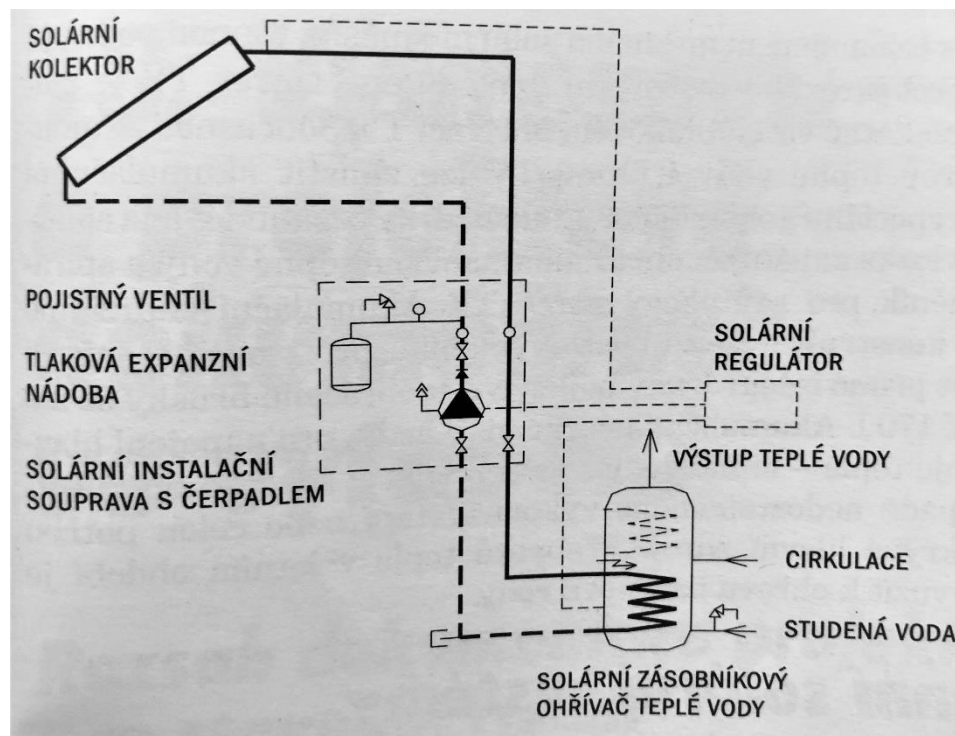 SOLÁRNÍ
KOLEKTOR
POJISTNÝ VENTIL
TLAKOVÁ EXPANZNÍ
NÁDOBA
SOLÁRNÍ INSTALAČNÍ
SOUPRAVA S ČERPADLEM
SOLÁRNÍ
REGULÁTOR
VÝSTUP TEPLÉ VODY
CIRKULACE
STUDENÁ VODA
SOLÁRNÍ ZÁSOBNÍKOVÝ
OHŘÍVAČ TEPLÉ VODY